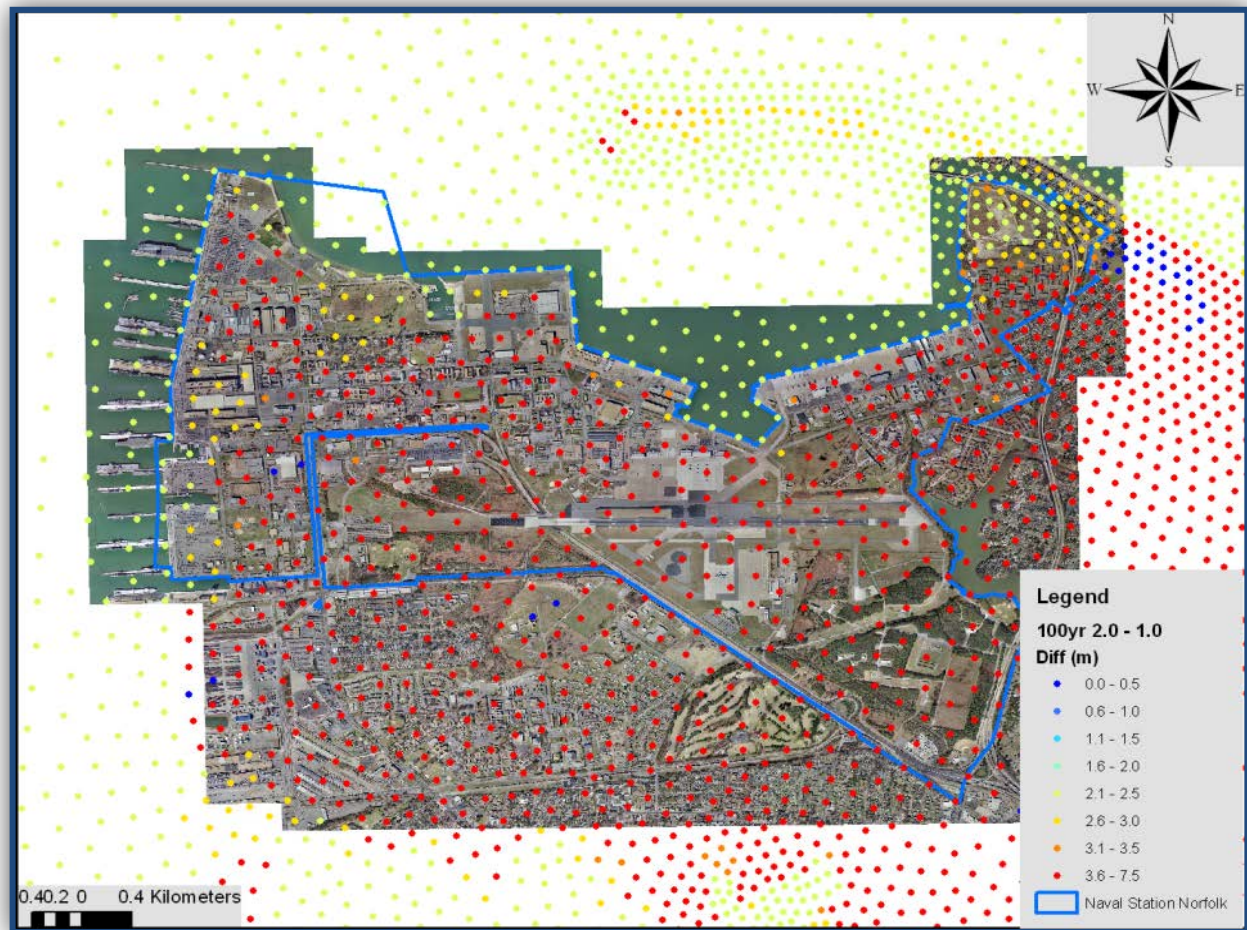 N
W
E
S
Legend
100yr 2.0 - 1.0
Diff (m)
0.0 - 0.5
0.6 - 1.0
1.1 - 1.5
1.6 - 2.0
2.1 - 2.5
2.6 - 3.0
3.1 - 3.5
3.6 - 7.5
Naval Station Norfolk
0.40.2 0 0.4 Kilometers